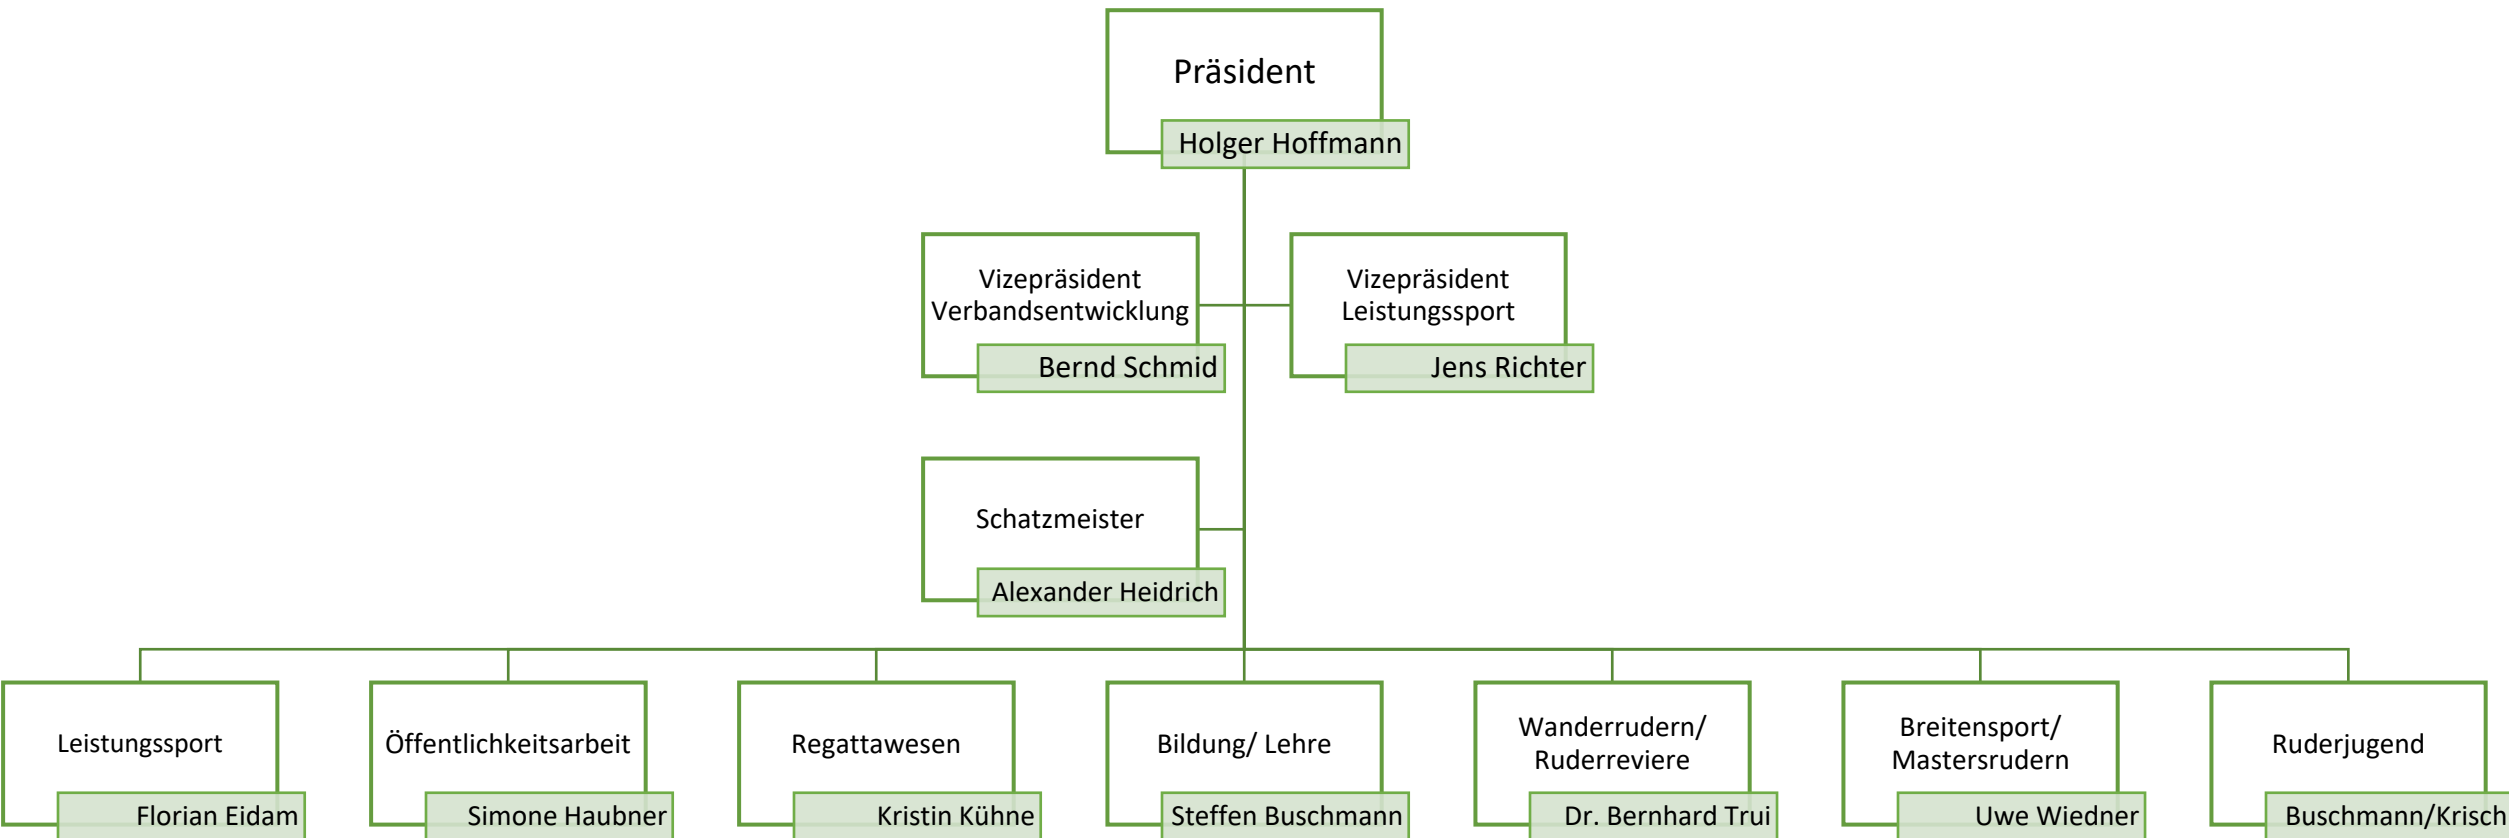 Präsident
Holger Hoffmann
Vizepräsident
Verbandsentwicklung
Bernd Schmid
Vizepräsident
Leistungssport
Jens Richter
Schatzmeister
Alexander Heidrich
Leistungssport
Florian Eidam
Öffentlichkeitsarbeit
Simone Haubner
Regattawesen
Kristin Kühne
Bildung/ Lehre
Steffen Buschmann
Wanderrudern/
Ruderreviere
Dr. Bernhard Trui
Breitensport/
Mastersrudern
Uwe Wiedner
Ruderjugend
Buschmann/Krisch